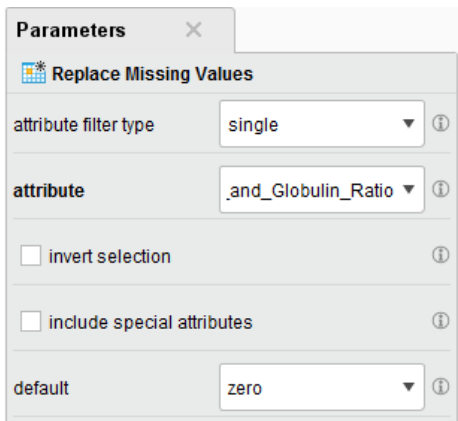 Parameters
Replace Missing Values
attribute filter type single
attribute _and_Globulin_Ratio
invert selection
include special attributes
default zero